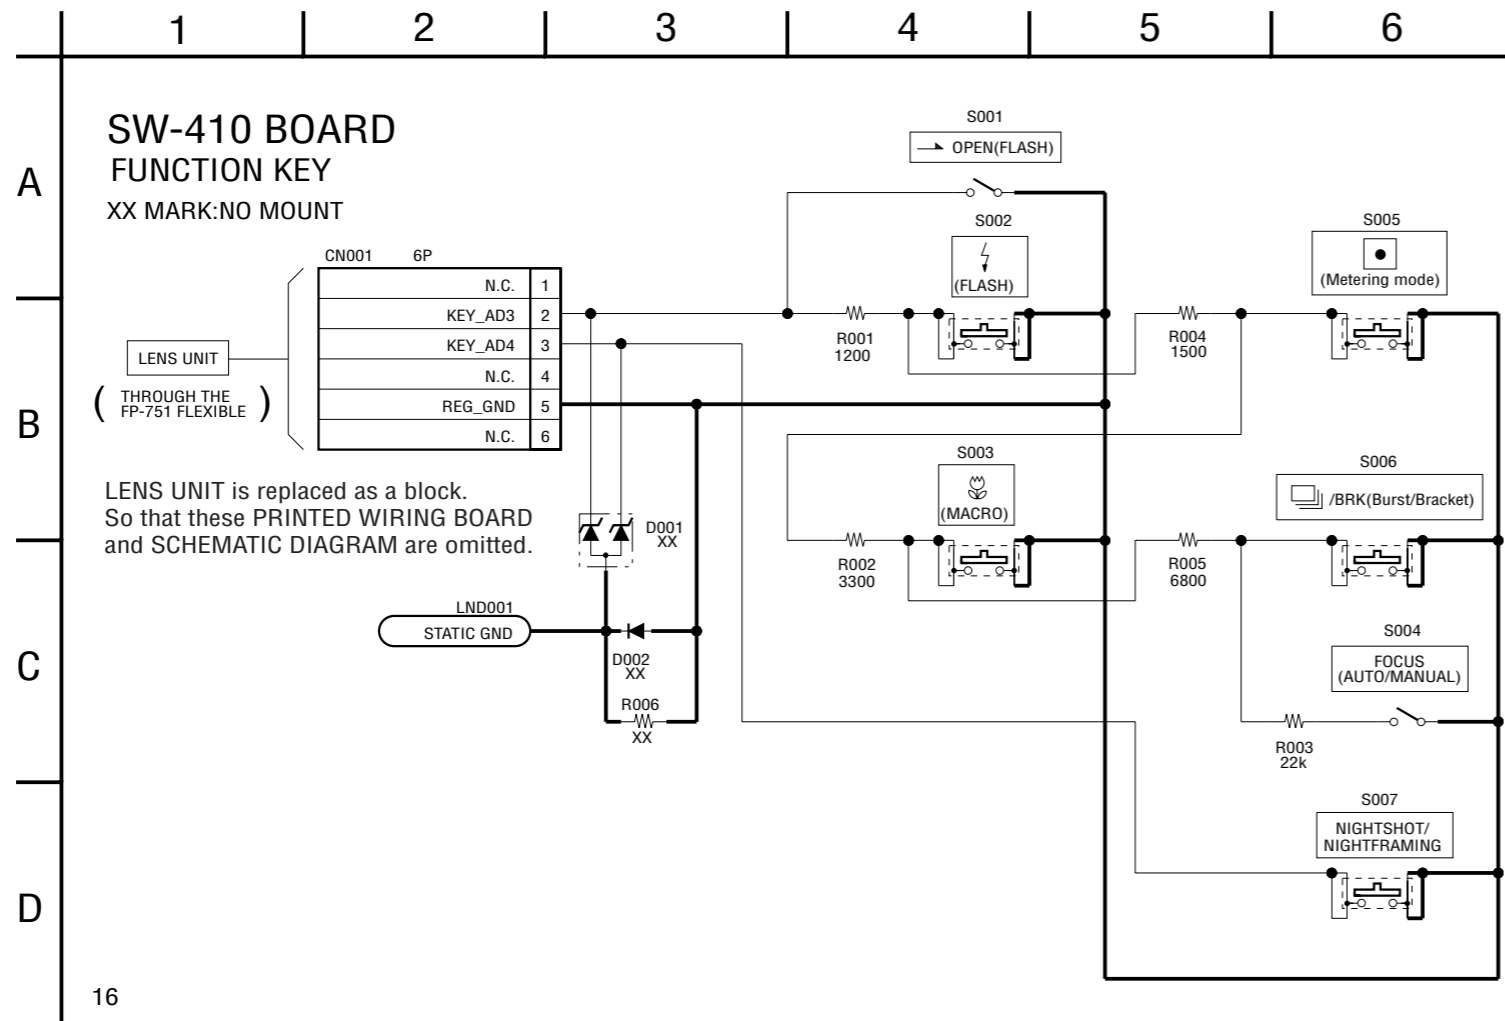 1 2 3 4 5 6
A
B
C
D
SW-410 BOARD
FUNCTION KEY
XX MARK:NO MOUNT
CN001 6P
N.C. 1
KEY_AD3 2
KEY_AD4 3
N.C. 4
REG_GND 5
N.C. 6
LENS UNIT
( THROUGH THE
FP-751 FLEXIBLE )
LENS UNIT is replaced as a block.
So that these PRINTED WIRING BOARD
and SCHEMATIC DIAGRAM are omitted.
D001
XX
LND001
STATIC GND
D002
XX
R006
XX
S001
OPEN(FLASH)
S002
(FLASH)
R001
1200
S003
(MACRO)
R002
3300
R004
1500
R005
6800
S005
(Metering mode)
S006
/BRK(Burst/Bracket)
S004
FOCUS
(AUTO/MANUAL)
R003
22k
S007
NIGHTSHOT/
NIGHTFRAMING
16